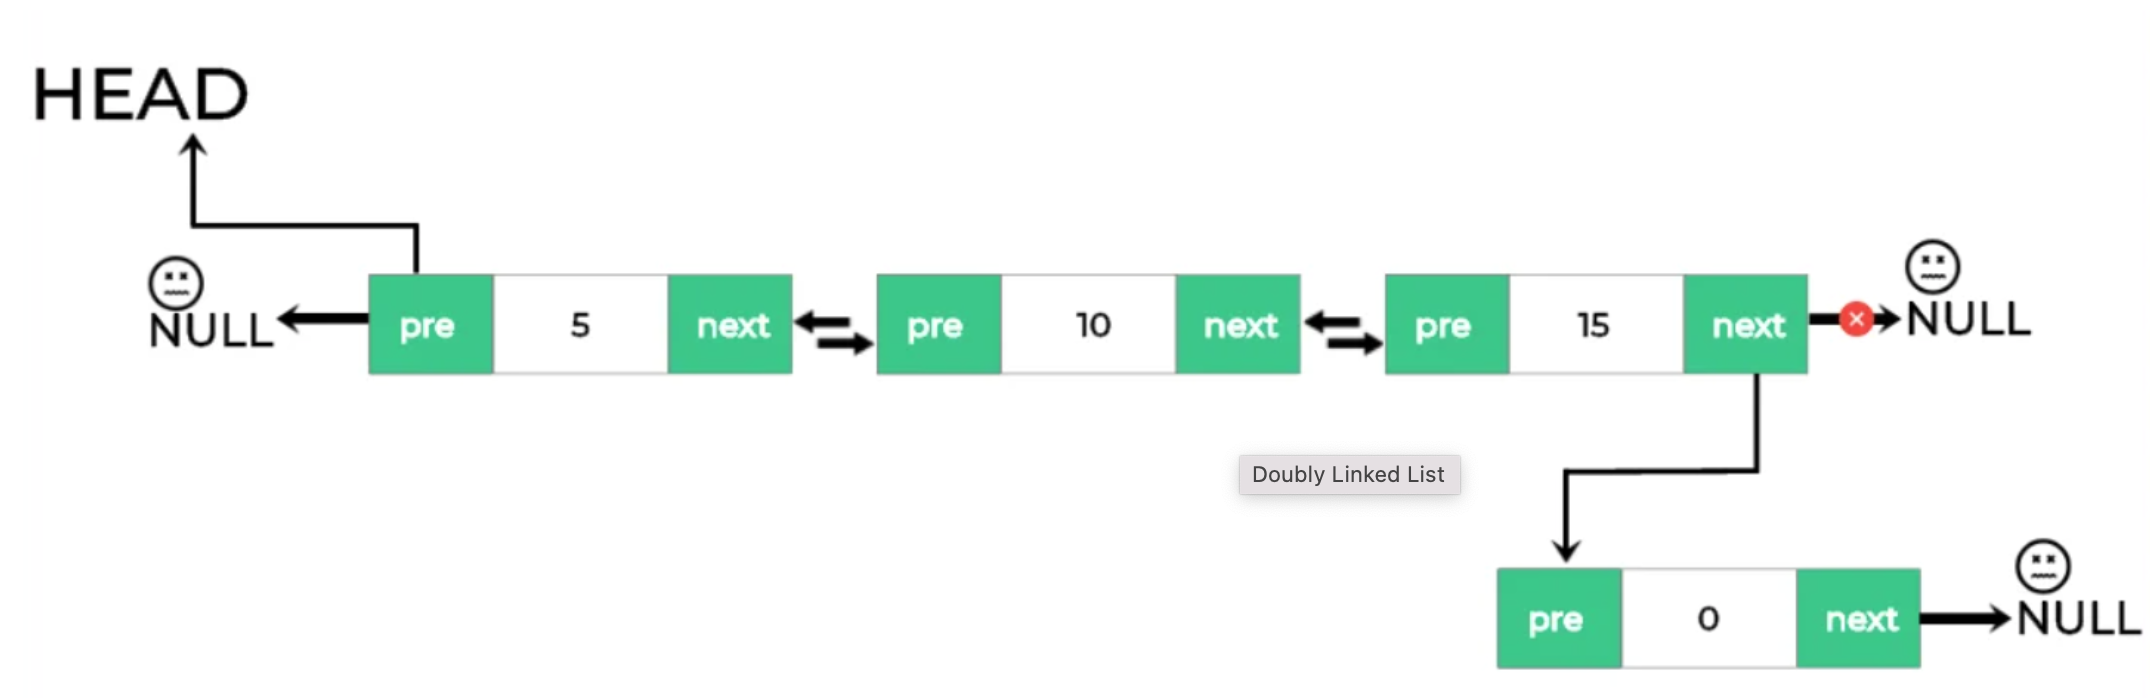 HEAD
NULL
pre 5 next
pre 10 next
pre 15 next
NULL
Doubly Linked List
pre 0 next
NULL